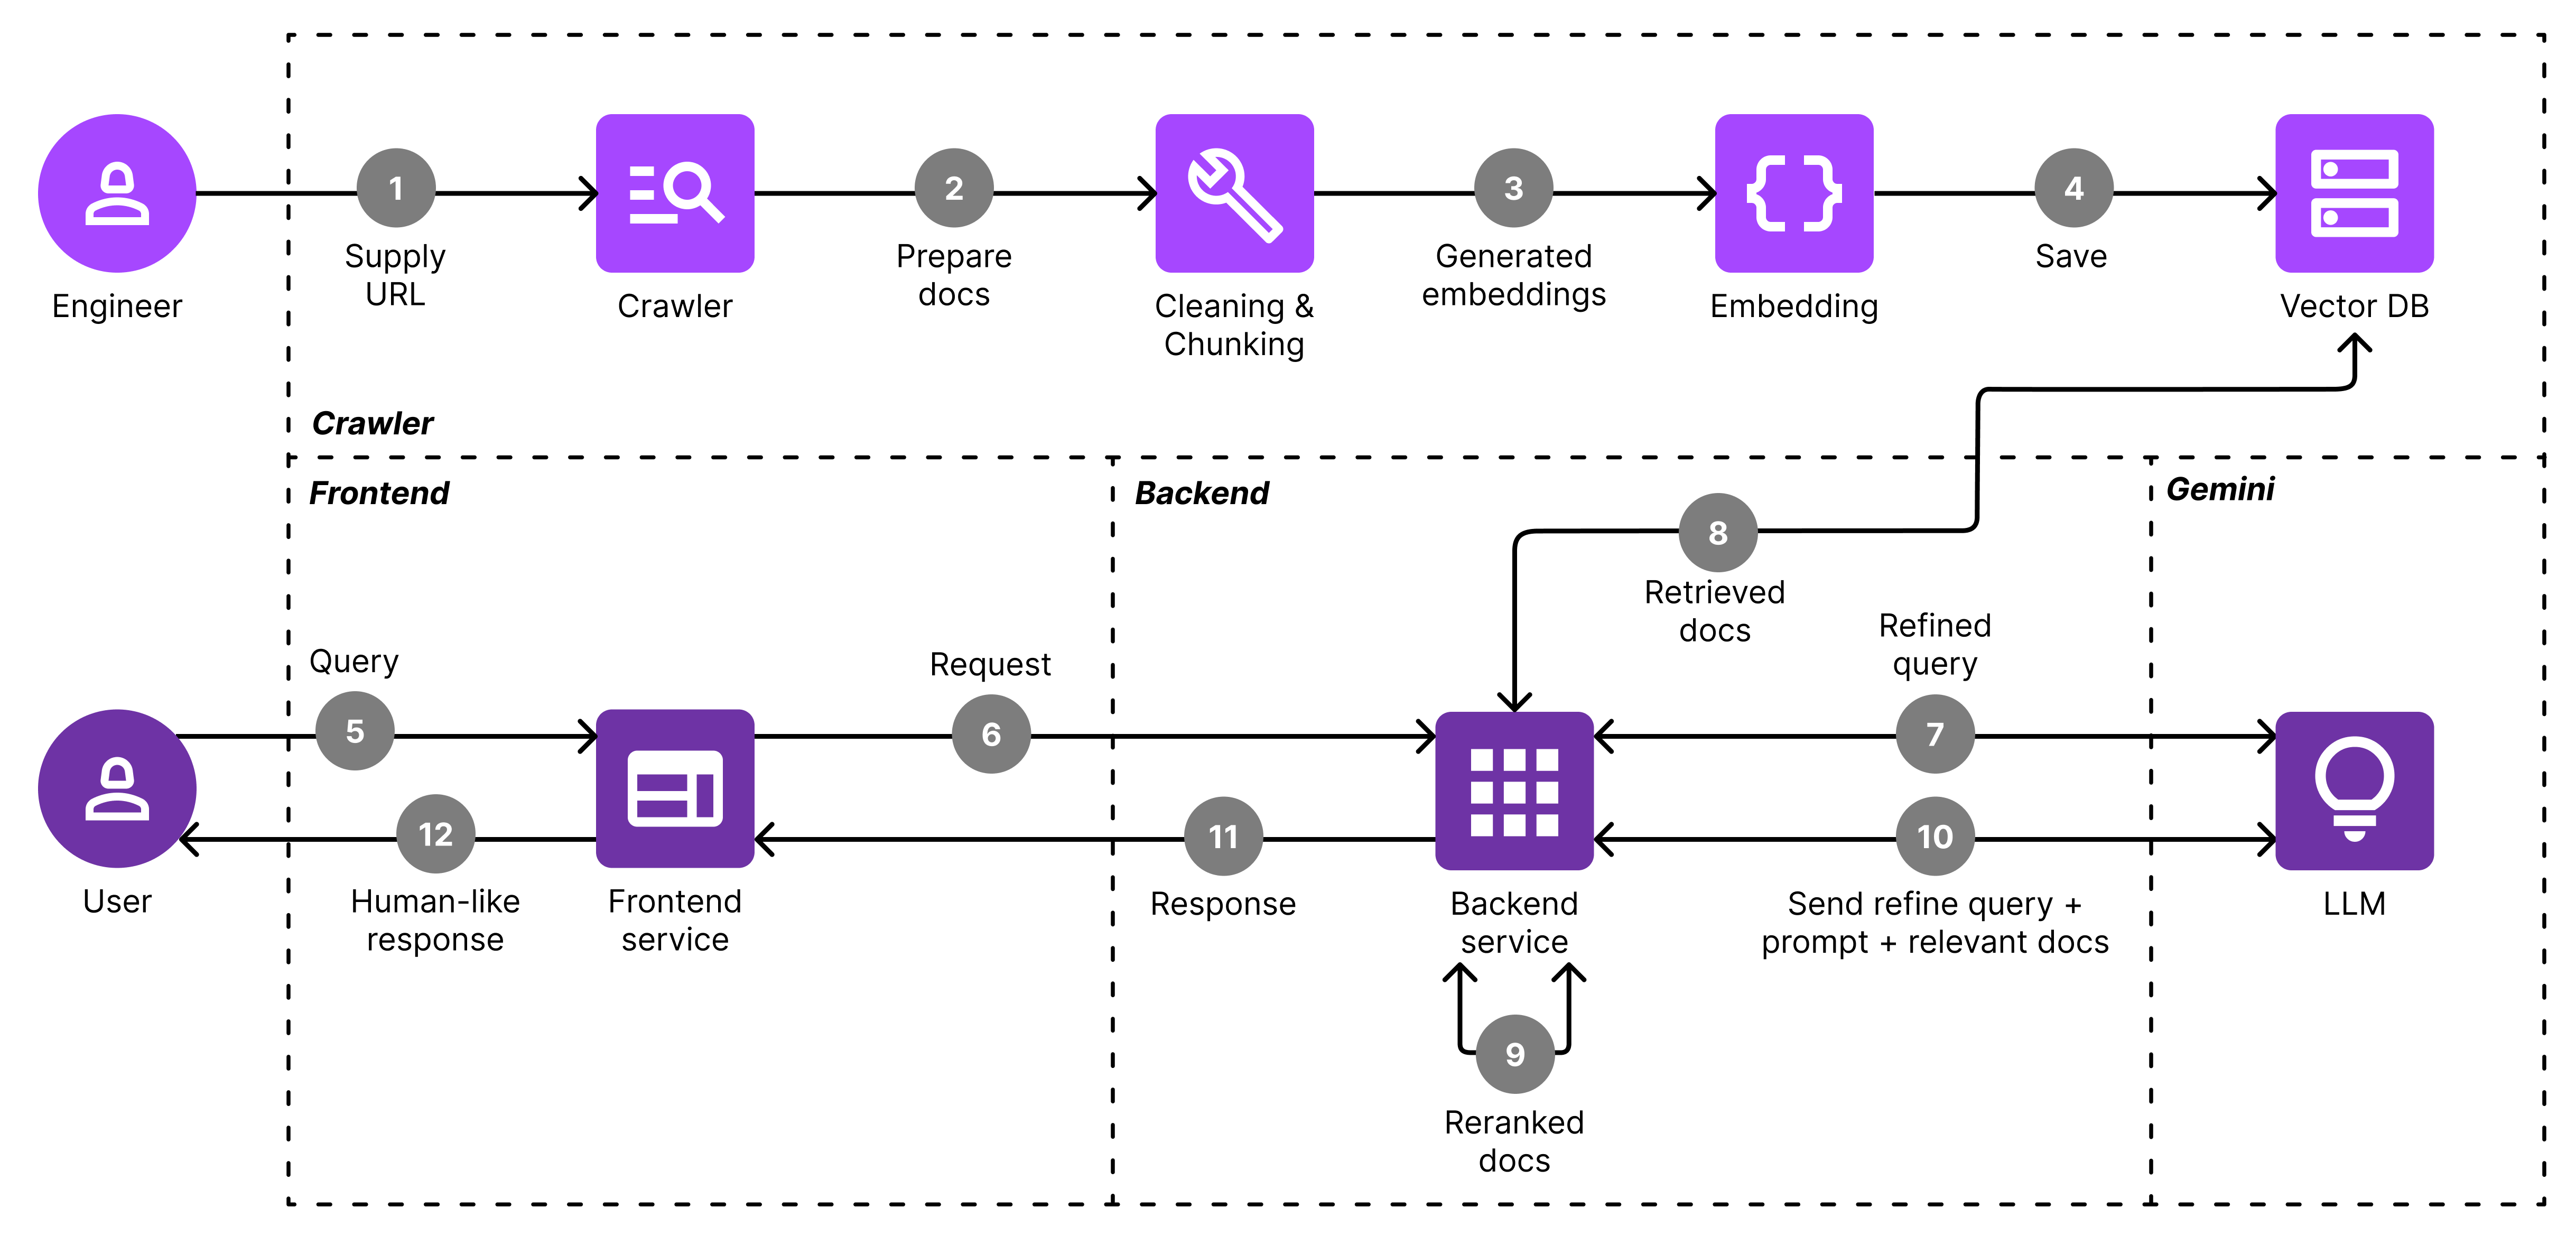 1
2
3
4
Supply
URL
Prepare
docs
Generated
embeddings
Save
Engineer
Crawler
Cleaning &
Chunking
Embedding
Vector DB
Crawler
Frontend
Backend
Gemini
8
Retrieved
docs
Refined
query
Query
Request
5
6
7
12
11
10
User
Human-like
response
Frontend
service
Response
Backend
service
Send refine query +
prompt + relevant docs
LLM
9
Reranked
docs